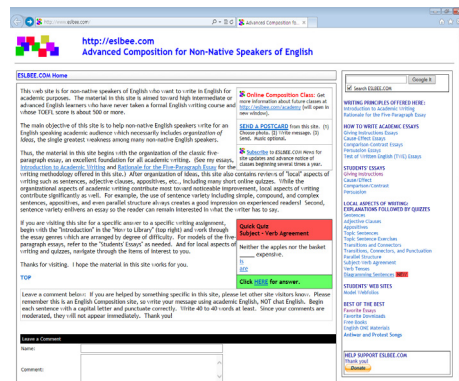 http://www.eslbee.com/
Advanced Composition fo...
http://eslbee.com
Advanced Composition for Non-Native Speakers of English
ESLBEE.COM Home
This web site is for non-native speakers of English who want to write in English for
academic purposes. The material in this site is aimed toward high intermediate or
advanced English learners who have never taken a formal English writing course and
whose TOEFL score is about 500 or more.
The main objective of this site is to help non-native English speakers write for an
English speaking academic audience which necessarily includes organization of
ideas, the single greatest weakness among many non-native English speakers.
Thus, the material in this site begins with the organization of the classic five-
paragraph essay, an excellent foundation for all academic writing. (See my essays,
Introduction to Academic Writing and Rationale for the Five-Paragraph Essay for the
writing methodology offered in this site.) After organization of ideas, this site also contains reviews of "local" aspects of
writing such as sentences, adjective clauses, appositives, etc., including many short online quizzes. While the
organizational aspects of academic writing contribute most toward noticeable improvement, local aspects of writing
contribute significantly as well. For example, the use of sentence variety including simple, compound, and complex
sentences, appositives, and even parallel structure always creates a good impression on experienced readers! Second,
sentence variety enlivens an essay so the reader can remain interested in what the writer has to say.
If you are visiting this site for a specific answer to a specific writing assignment,
begin with the "Introduction" in the "How to Library" (top right) and work through
the essay genres which are arranged by degree of difficulty. For models of the five-
paragraph essays, refer to the "Students' Essays" as needed. And for local aspects of
writing and quizzes, navigate through the items of interest to you.
Thanks for visiting. I hope the material in this site works for you.
TOP
Online Composition Class: Get
more information about future classes at
http://eslbee.com/academy (will open in
new window).
SEND A POSTCARD from this site. (1)
Choose photo. (2) Write message. (3)
Send. Music optional.
Subscribe to ESLBEE.COM News for
site updates and advance notice of
classes beginning several times a year.
Quick Quiz
Subject - Verb Agreement
Neither the apples nor the basket
_____ expensive.
is
are
Click HERE for answer.
Leave a comment below! If you are helped by something specific in this site, please let other site visitors know. Please
remember this is an English Composition site, so write your message using academic English, NOT chat English. Begin
each sentence with a capital letter and punctuate correctly. Write 40 to 40 words at least. Since your comments are
moderated, they will not appear immediately. Thank you!
Leave a Comment
Name:
Comment:
Google It
Search ESLBEE.COM
WRITING PRINCIPLES OFFERED HERE:
Introduction to Academic Writing
Rationale for the Five-Paragraph Essay
HOW TO WRITE ACADEMIC ESSAYS
Giving Instructions Essays
Cause/Effect Essays
Comparison-Contrast Essays
Persuasion Essays
Test of Written English (TWE) Essays
STUDENTS' ESSAYS
Giving Instructions
Cause/Effect
Comparison/Contrast
Persuasion
LOCAL ASPECTS OF WRITING:
EXPLANATIONS FOLLOWED BY QUIZZES
Sentences
Adjective Clauses
Appositives
Topic Sentences
Topic Sentence Exercises
Transitions and Connectors
Transitions, Connectors, and Punctuation
Parallel Structure
Subject-Verb Agreement
Verb Tenses
Diagramming Sentences
STUDENTS' WEB SITES
Model Webfolios
BEST OF THE BEST
Favorite Essays
Favorite Downloads
Free Books
English ONE Materials
Antiwar and Protest Songs
HELP SUPPORT ESLBEE.COM
Thank you!
Donate